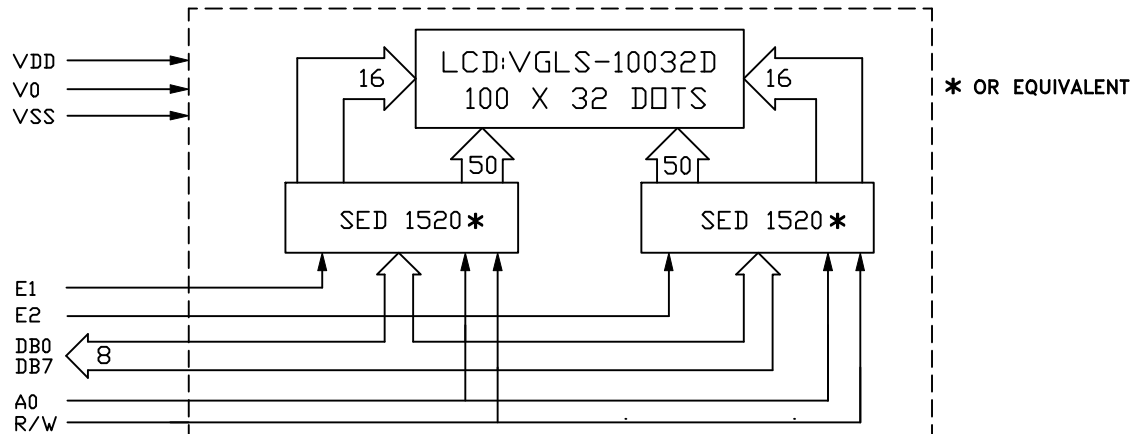 VDD
V0
VSS
LCD:VGLS-10032D
100 X 32 DOTS
16
16
* OR EQUIVALENT
50
50
SED 1520*
SED 1520*
E1
E2
DB0
DB7
8
A0
R/W